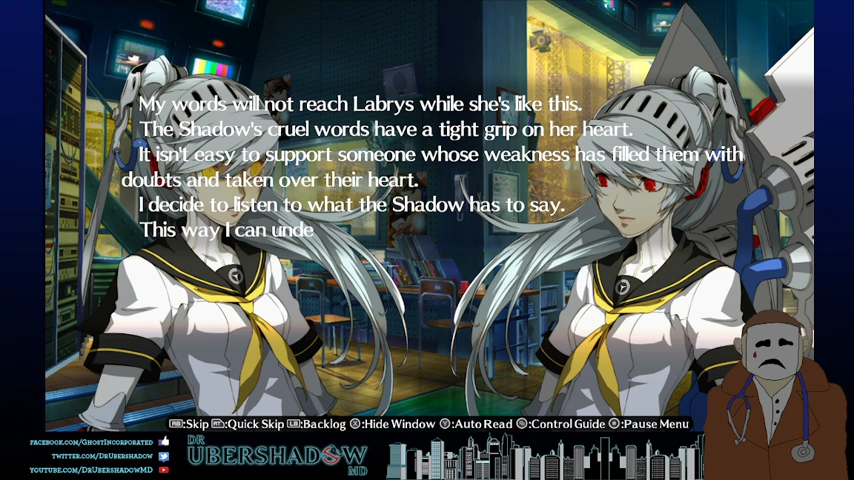 My words will not reach Labrys while she's like this.
The Shadow's cruel words have a tight grip on her heart.
It isn't easy to support someone whose weakness has filled them with
doubts and taken over their heart.
I decide to listen to what the Shadow has to say.
This way I can unde
RB:Skip RT:Quick Skip LB:Backlog X:Hide Window Y:Auto Read :Control Guide :Pause Menu
facebook.com/GhostIncorporated
twitter.com/DrUbershadow
youtube.com/DrUbershadowMD
DR
UBERSHADOW
MD